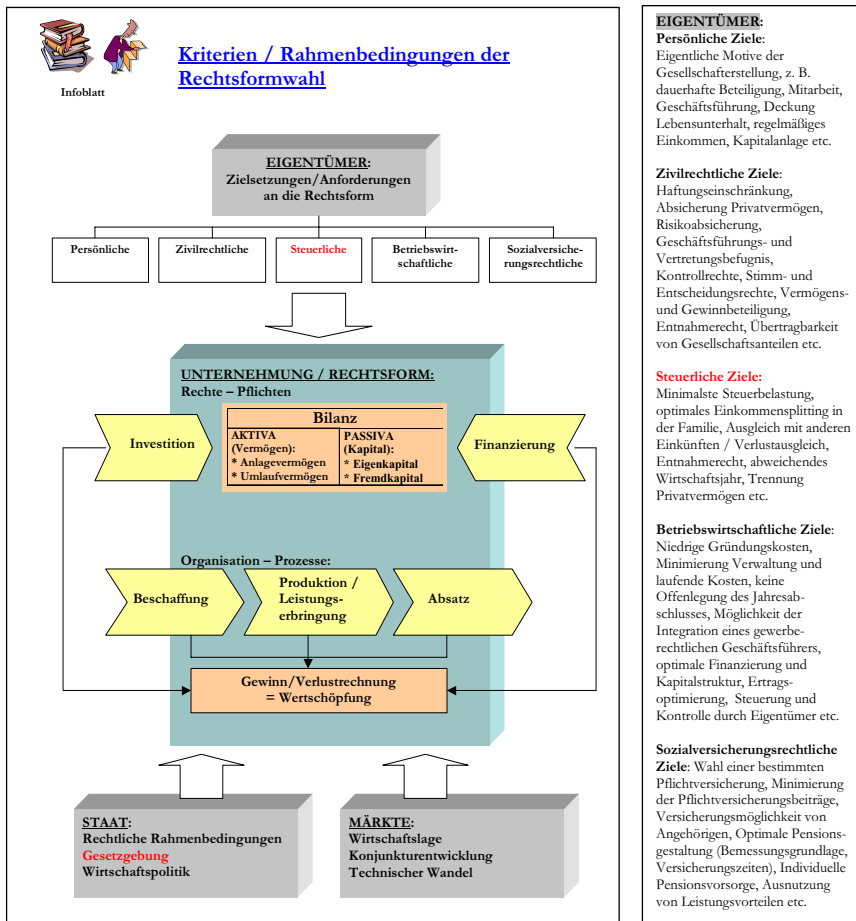 Infoblatt
Kriterien / Rahmenbedingungen der
Rechtsformwahl
EIGENTÜMER:
Zielsetzungen/Anforderungen
an die Rechtsform
Persönliche
Zivilrechtliche
Steuerliche
Betriebswirt-
schaftliche
Sozialversiche-
rungsrechtliche
UNTERNEHMUNG / RECHTSFORM:
Rechte – Pflichten
Investition
Bilanz
AKTIVA
(Vermögen):
* Anlagevermögen
* Umlaufvermögen
PASSIVA
(Kapital):
* Eigenkapital
* Fremdkapital
Finanzierung
Organisation – Prozesse:
Beschaffung
Produktion /
Leistungs-
erbringung
Absatz
Gewinn/Verlustrechnung
= Wertschöpfung
STAAT:
Rechtliche Rahmenbedingungen
Gesetzgebung
Wirtschaftspolitik
MÄRKTE:
Wirtschaftslage
Konjunkturentwicklung
Technischer Wandel
EIGENTÜMER:
Persönliche Ziele:
Eigentliche Motive der
Gesellschafterstellung, z. B.
dauerhafte Beteiligung, Mitarbeit,
Geschäftsführung, Deckung
Lebensunterhalt, regelmäßiges
Einkommen, Kapitalanlage etc.
Zivilrechtliche Ziele:
Haftungseinschränkung,
Absicherung Privatvermögen,
Risikoabsicherung,
Geschäftsführungs- und
Vertretungsbefugnis,
Kontrollrechte, Stimm- und
Entscheidungsrechte, Vermögens-
und Gewinnbeteiligung,
Entnahmerecht, Übertragbarkeit
von Gesellschaftsanteilen etc.
Steuerliche Ziele:
Minimalste Steuerbelastung,
optimales Einkommensplitting in
der Familie, Ausgleich mit anderen
Einkünften / Verlustausgleich,
Entnahmerecht, abweichendes
Wirtschaftsjahr, Trennung
Privatvermögen etc.
Betriebswirtschaftliche Ziele:
Niedrige Gründungskosten,
Minimierung Verwaltung und
laufende Kosten, keine
Offenlegung des Jahresab-
schlusses, Möglichkeit der
Integration eines gewerbe-
rechtlichen Geschäftsführers,
optimale Finanzierung und
Kapitalstruktur, Ertrags-
optimierung, Steuerung und
Kontrolle durch Eigentümer etc.
Sozialversicherungsrechtliche
Ziele: Wahl einer bestimmten
Pflichtversicherung, Minimierung
der Pflichtversicherungsbeiträge,
Versicherungsmöglichkeit von
Angehörigen, Optimale Pensions-
gestaltung (Bemessungsgrundlage,
Versicherungszeiten), Individuelle
Pensionsvorsorge, Ausnutzung
von Leistungsvorteilen etc.